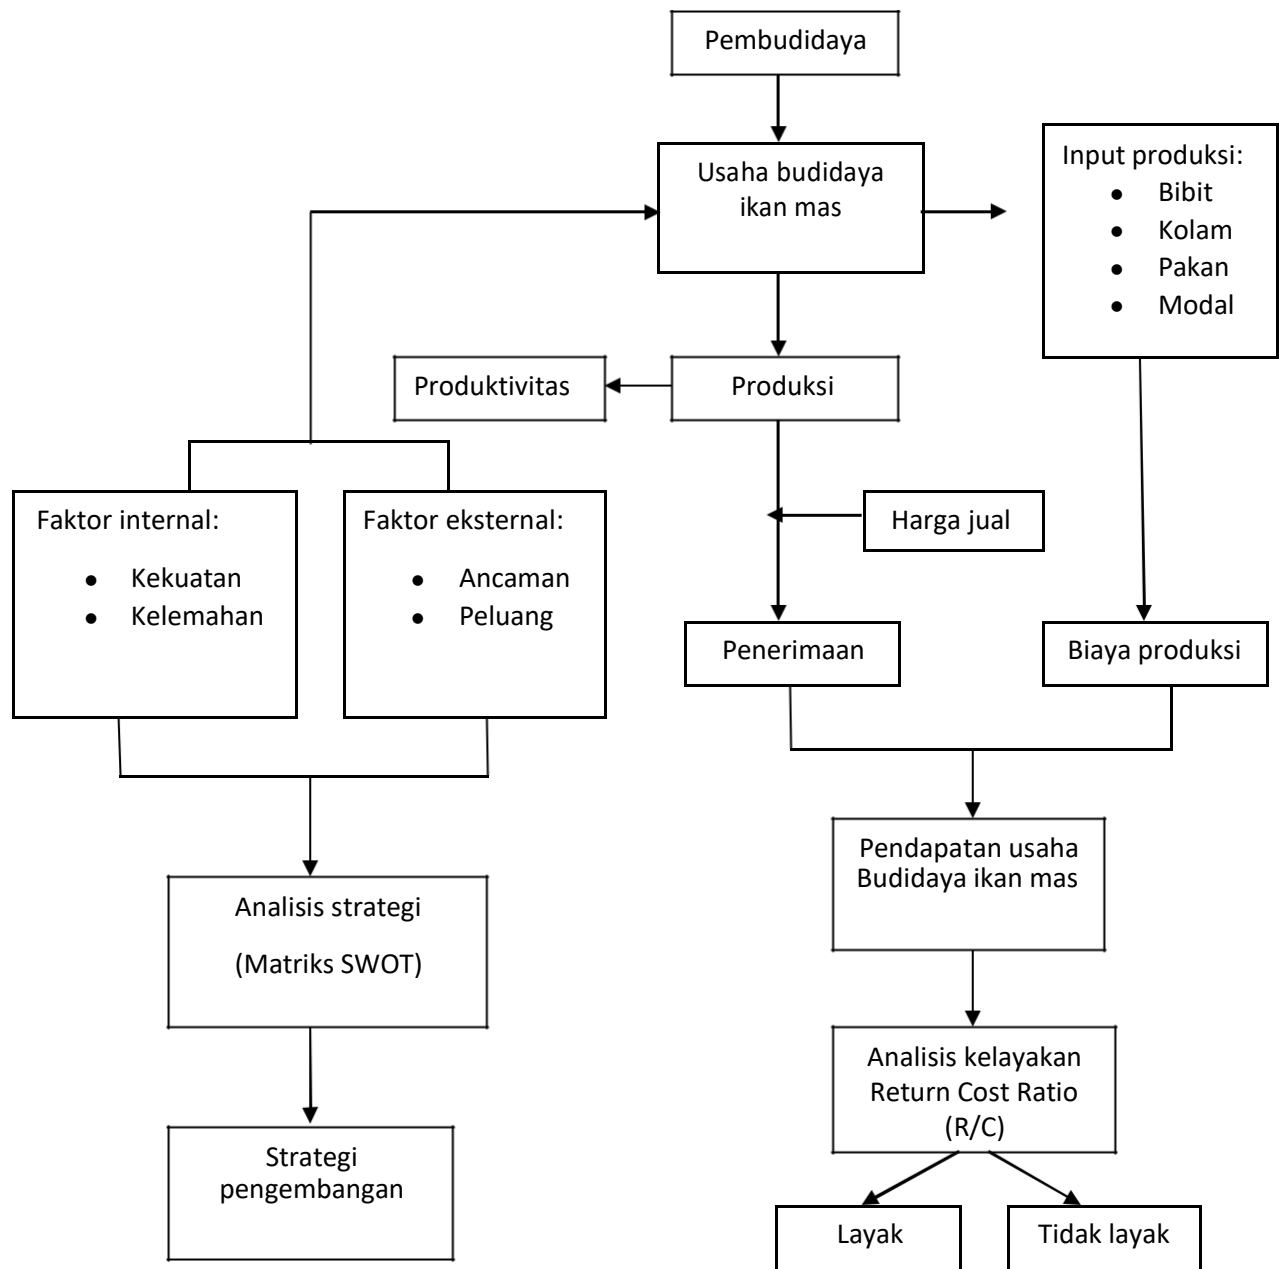 Pembudidaya
Usaha budidaya
ikan mas
Input produksi:
● Bibit
● Kolam
● Pakan
● Modal
Produktivitas
Produksi
Faktor internal:
● Kekuatan
● Kelemahan
Faktor eksternal:
● Ancaman
● Peluang
Harga jual
Penerimaan
Biaya produksi
Pendapatan usaha
Budidaya ikan mas
Analisis strategi
(Matriks SWOT)
Analisis kelayakan
Return Cost Ratio
(R/C)
Strategi
pengembangan
Layak
Tidak layak